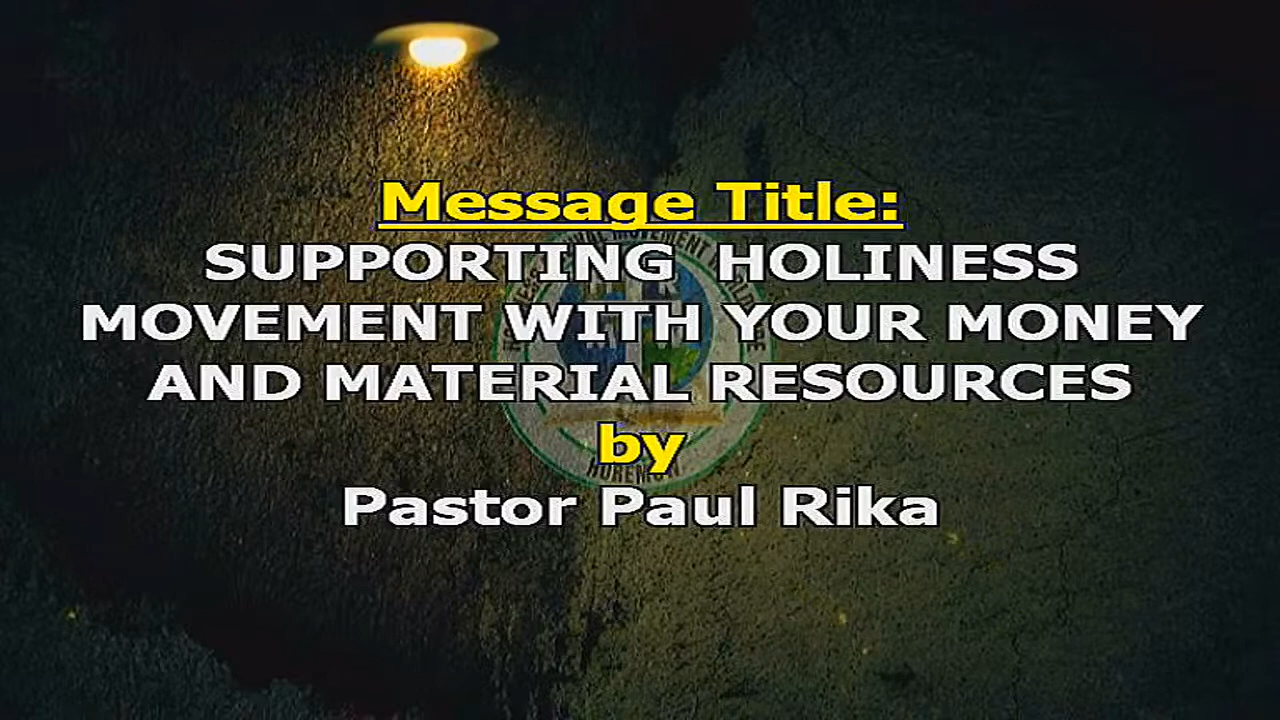 Message Title:
SUPPORTING HOLINESS
MOVEMENT WITH YOUR MONEY
AND MATERIAL RESOURCES
by
Pastor Paul Rika